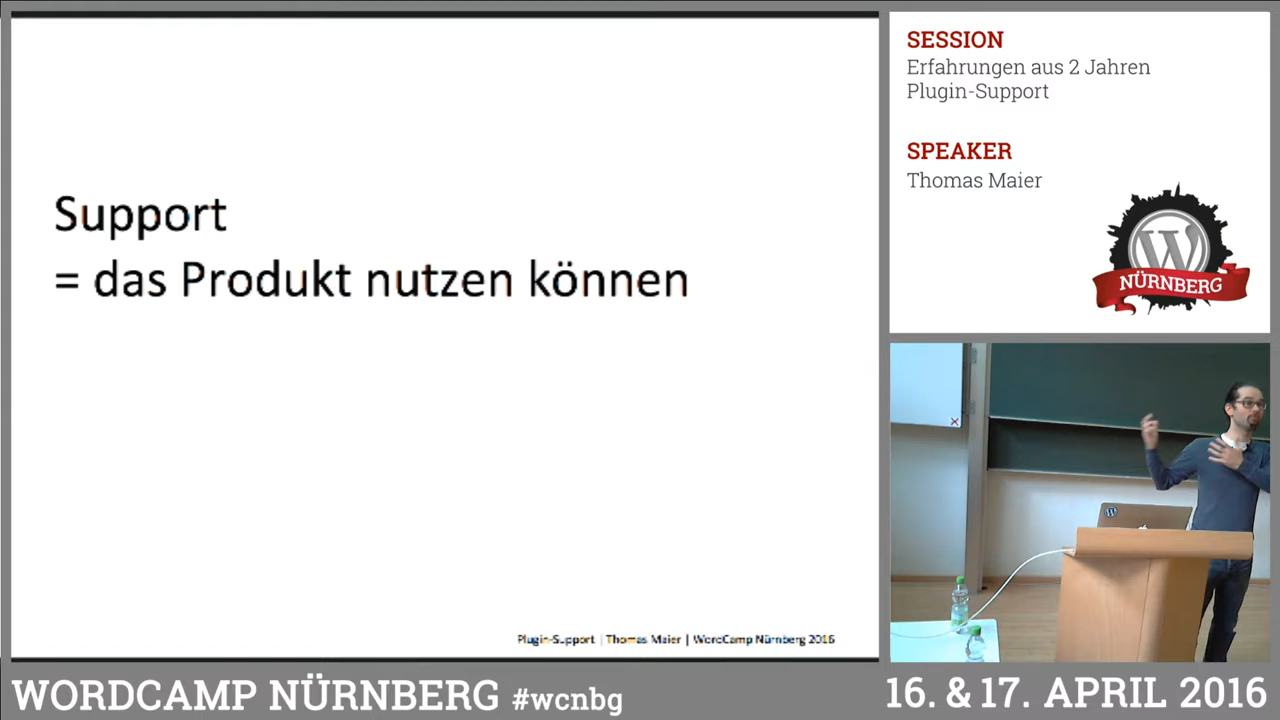 Support
= das Produkt nutzen können
Plugin-Support | Thomas Maier | WordCamp Nürnberg 2016
SESSION
Erfahrungen aus 2 Jahren
Plugin-Support
SPEAKER
Thomas Maier
W
NÜRNBERG
WORDCAMP NÜRNBERG #wcnbg
16. & 17. APRIL 2016